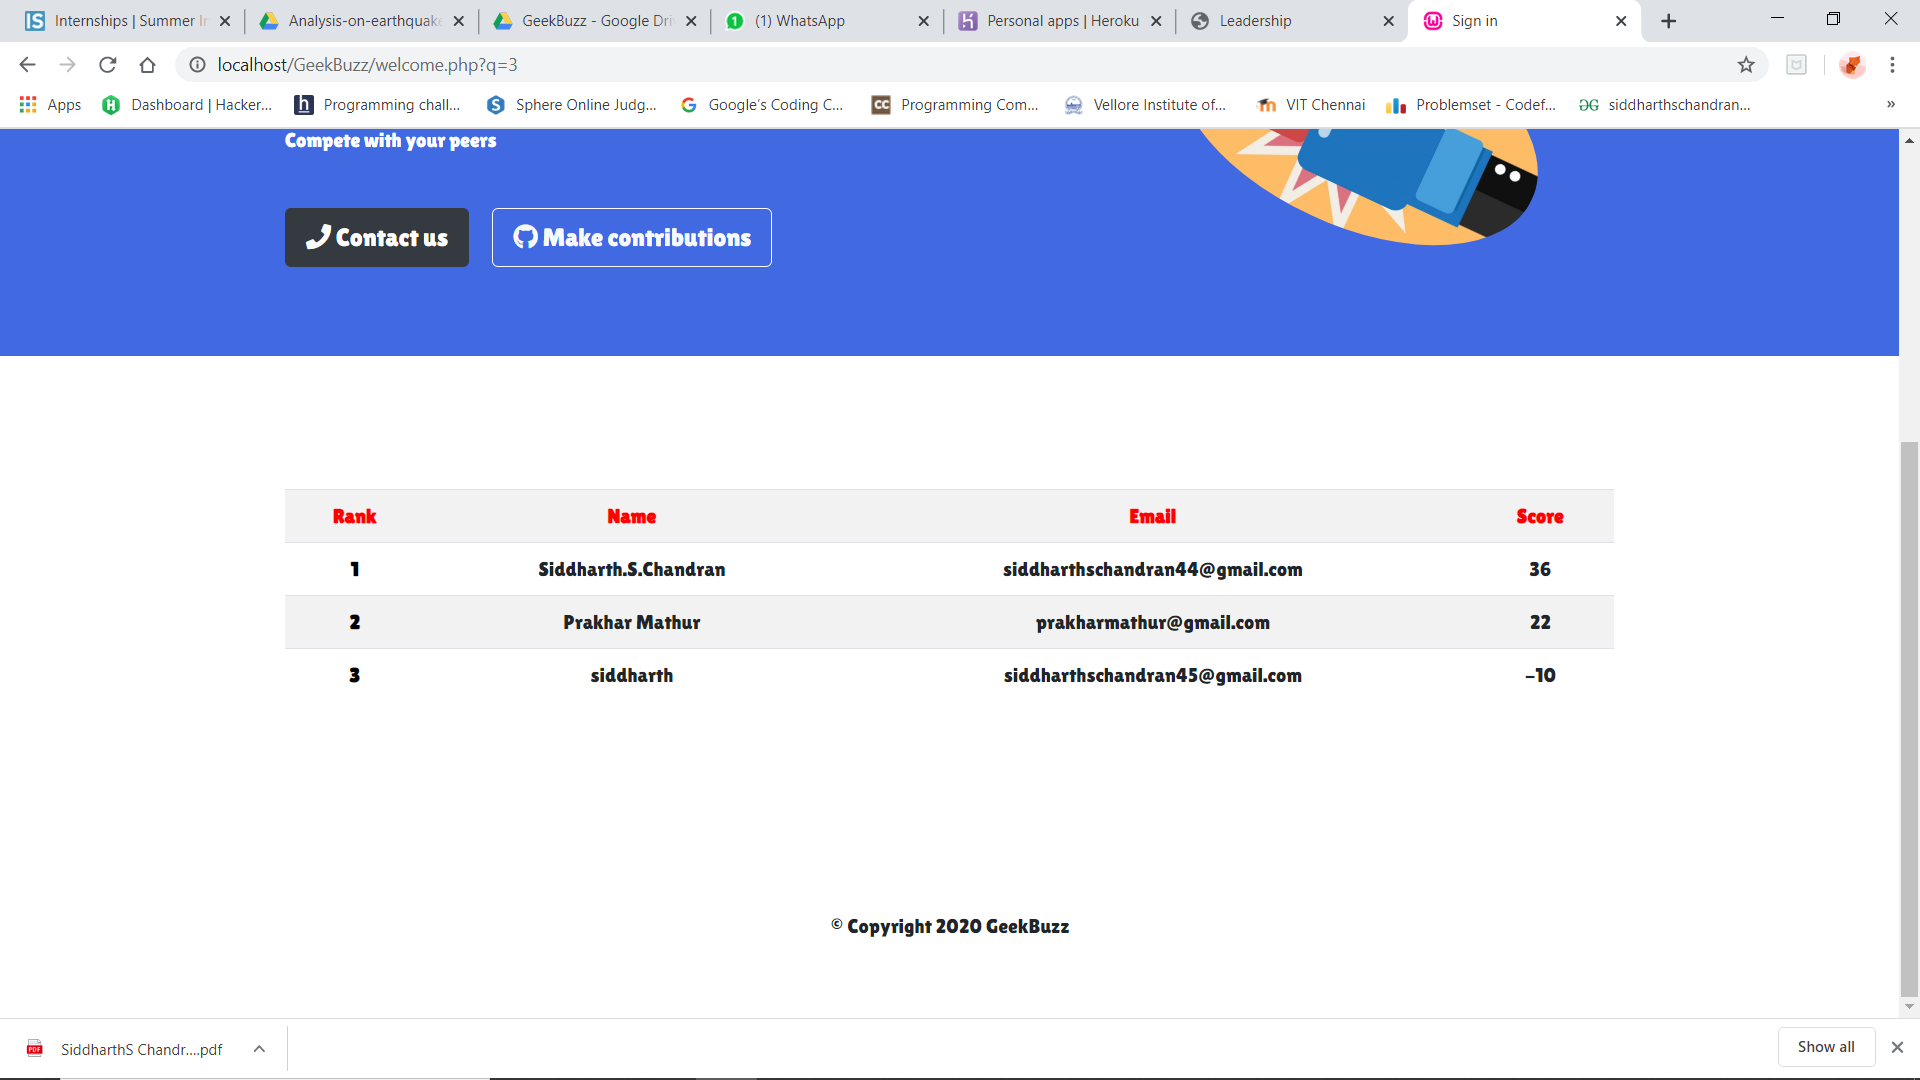 Internships | Summer In
Analysis-on-earthquake
GeekBuzz - Google Driv
(1) WhatsApp
Personal apps | Heroku
Leadership
Sign in
localhost/GeekBuzz/welcome.php?q=3
Apps
Dashboard | Hacker...
Programming chall...
Sphere Online Judg...
Google's Coding C...
Programming Com...
Vellore Institute of...
VIT Chennai
Problemset - Codef...
siddharthschandran...
»
Compete with your peers
Contact us
Make contributions
Rank Name Email Score
1 Siddharth.S.Chandran siddharthschandran44@gmail.com 36
2 Prakhar Mathur prakharmathur@gmail.com 22
3 siddharth siddharthschandran45@gmail.com -10
© Copyright 2020 GeekBuzz
SiddharthS Chandr....pdf
Show all